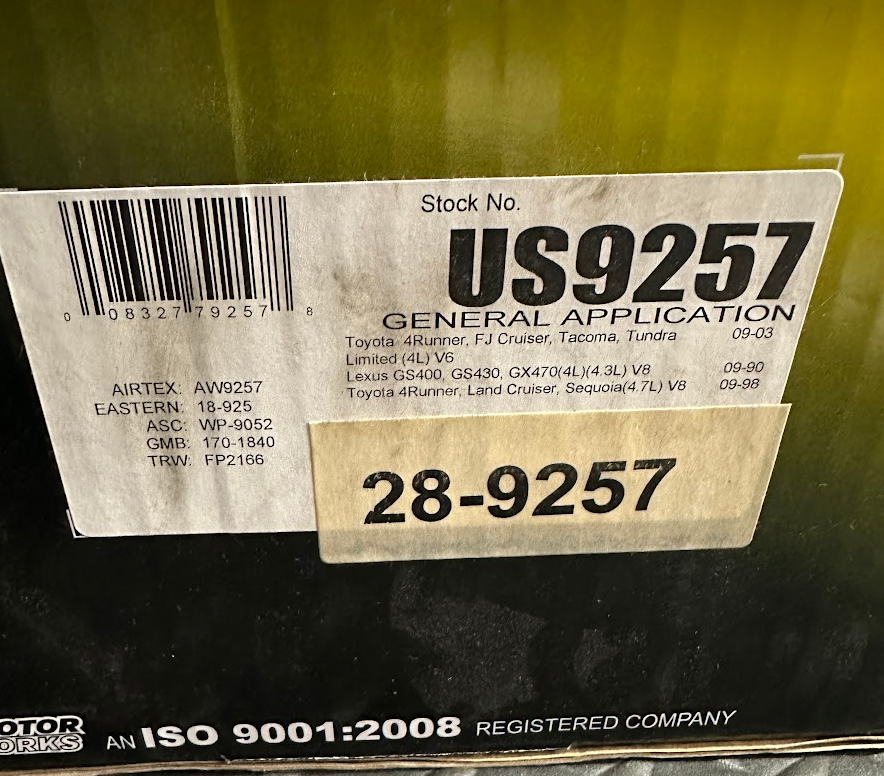 Stock No.
US9257
GENERAL APPLICATION
Toyota 4Runner, FJ Cruiser, Tacoma, Tundra 09-03
Limited (4L) V6
Lexus GS400, GS430, GX470(4L)(4.3L) V8 09-90
Toyota 4Runner, Land Cruiser, Sequoia(4.7L) V8 09-98
0 08327 79257 8
AIRTEX: AW9257
EASTERN: 18-925
ASC: WP-9052
GMB: 170-1840
TRW: FP2166
28-9257
OTOR
ORKS
AN ISO 9001:2008 REGISTERED COMPANY